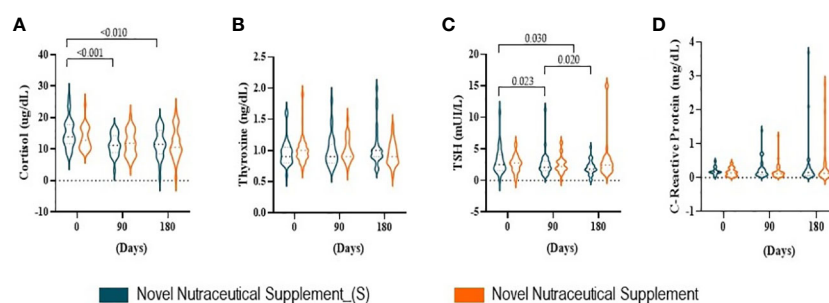 A
B
C
D
<0.010
<0.001
Cortisol (ug/dL)
40
30
20
10
0
-10
0 90 180
(Days)
Thyroxine (ng/dL)
2.5
2.0
1.5
1.0
0.5
0.0
0 90 180
(Days)
0.030
0.020
0.023
TSH (mUI/L)
20
15
10
5
0
-5
0 90 180
(Days)
C-Reactive Protein (mg/dL)
4
3
2
1
0
-1
0 90 180
(Days)
Novel Nutraceutical Supplement_(S)
Novel Nutraceutical Supplement